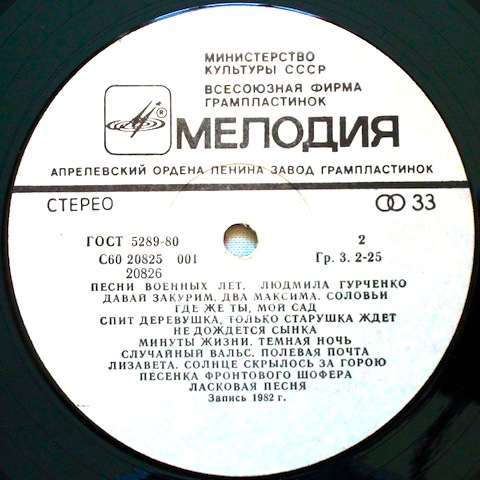 МИНИСТЕРСТВО
КУЛЬТУРЫ СССР
ВСЕСОЮЗНАЯ ФИРМА
ГРАМПЛАСТИНОК
®
МЕЛОДИЯ
АПРЕЛЕВСКИЙ ОРДЕНА ЛЕНИНА ЗАВОД ГРАМПЛАСТИНОК
СТЕРЕО 33
ГОСТ 5289-80 2
С60 20825 001 Гр. 3. 2-25
20826
ПЕСНИ ВОЕННЫХ ЛЕТ. ЛЮДМИЛА ГУРЧЕНКО
ДАВАЙ ЗАКУРИМ. ДВА МАКСИМА. СОЛОВЬИ
ГДЕ ЖЕ ТЫ, МОЙ САД
СПИТ ДЕРЕВУШКА, ТОЛЬКО СТАРУШКА ЖДЕТ
НЕ ДОЖДЕТСЯ СЫНКА
МИНУТЫ ЖИЗНИ. ТЕМНАЯ НОЧЬ
СЛУЧАЙНЫЙ ВАЛЬС. ПОЛЕВАЯ ПОЧТА
ЛИЗАВЕТА. СОЛНЦЕ СКРЫЛОСЬ ЗА ГОРОЮ
ПЕСЕНКА ФРОНТОВОГО ШОФЕРА
ЛАСКОВАЯ ПЕСНЯ
Запись 1982 г.